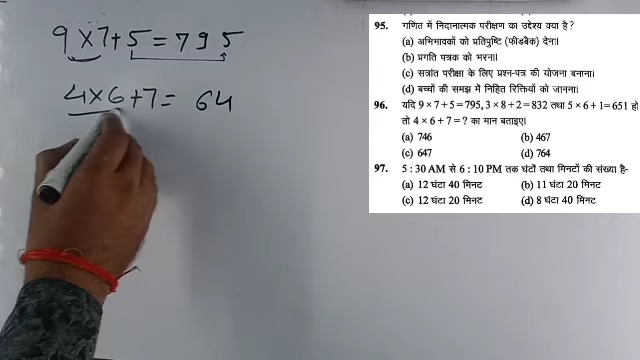 9 × 7 + 5 = 795
4 × 6 + 7 = 64
95. गणित में निदानात्मक परीक्षण का उद्देश्य क्या है?
(a) अभिभावकों को प्रतिपुष्टि (फीडबैक) देना।
(b) प्रगति पत्रक को भरना।
(c) सत्रांत परीक्षा के लिए प्रश्न-पत्र की योजना बनाना।
(d) बच्चों की समझ में निहित रिक्तियों को जानना।
96. यदि 9 × 7 + 5 = 795, 3 × 8 + 2 = 832 तथा 5 × 6 + 1 = 651 हो
तो 4 × 6 + 7 = ? का मान बताइए।
(a) 746 (b) 467
(c) 647 (d) 764
97. 5 : 30 AM से 6 : 10 PM तक घंटों तथा मिनटों की संख्या है-
(a) 12 घंटा 40 मिनट (b) 11 घंटा 20 मिनट
(c) 12 घंटा 20 मिनट (d) 8 घंटा 40 मिनट